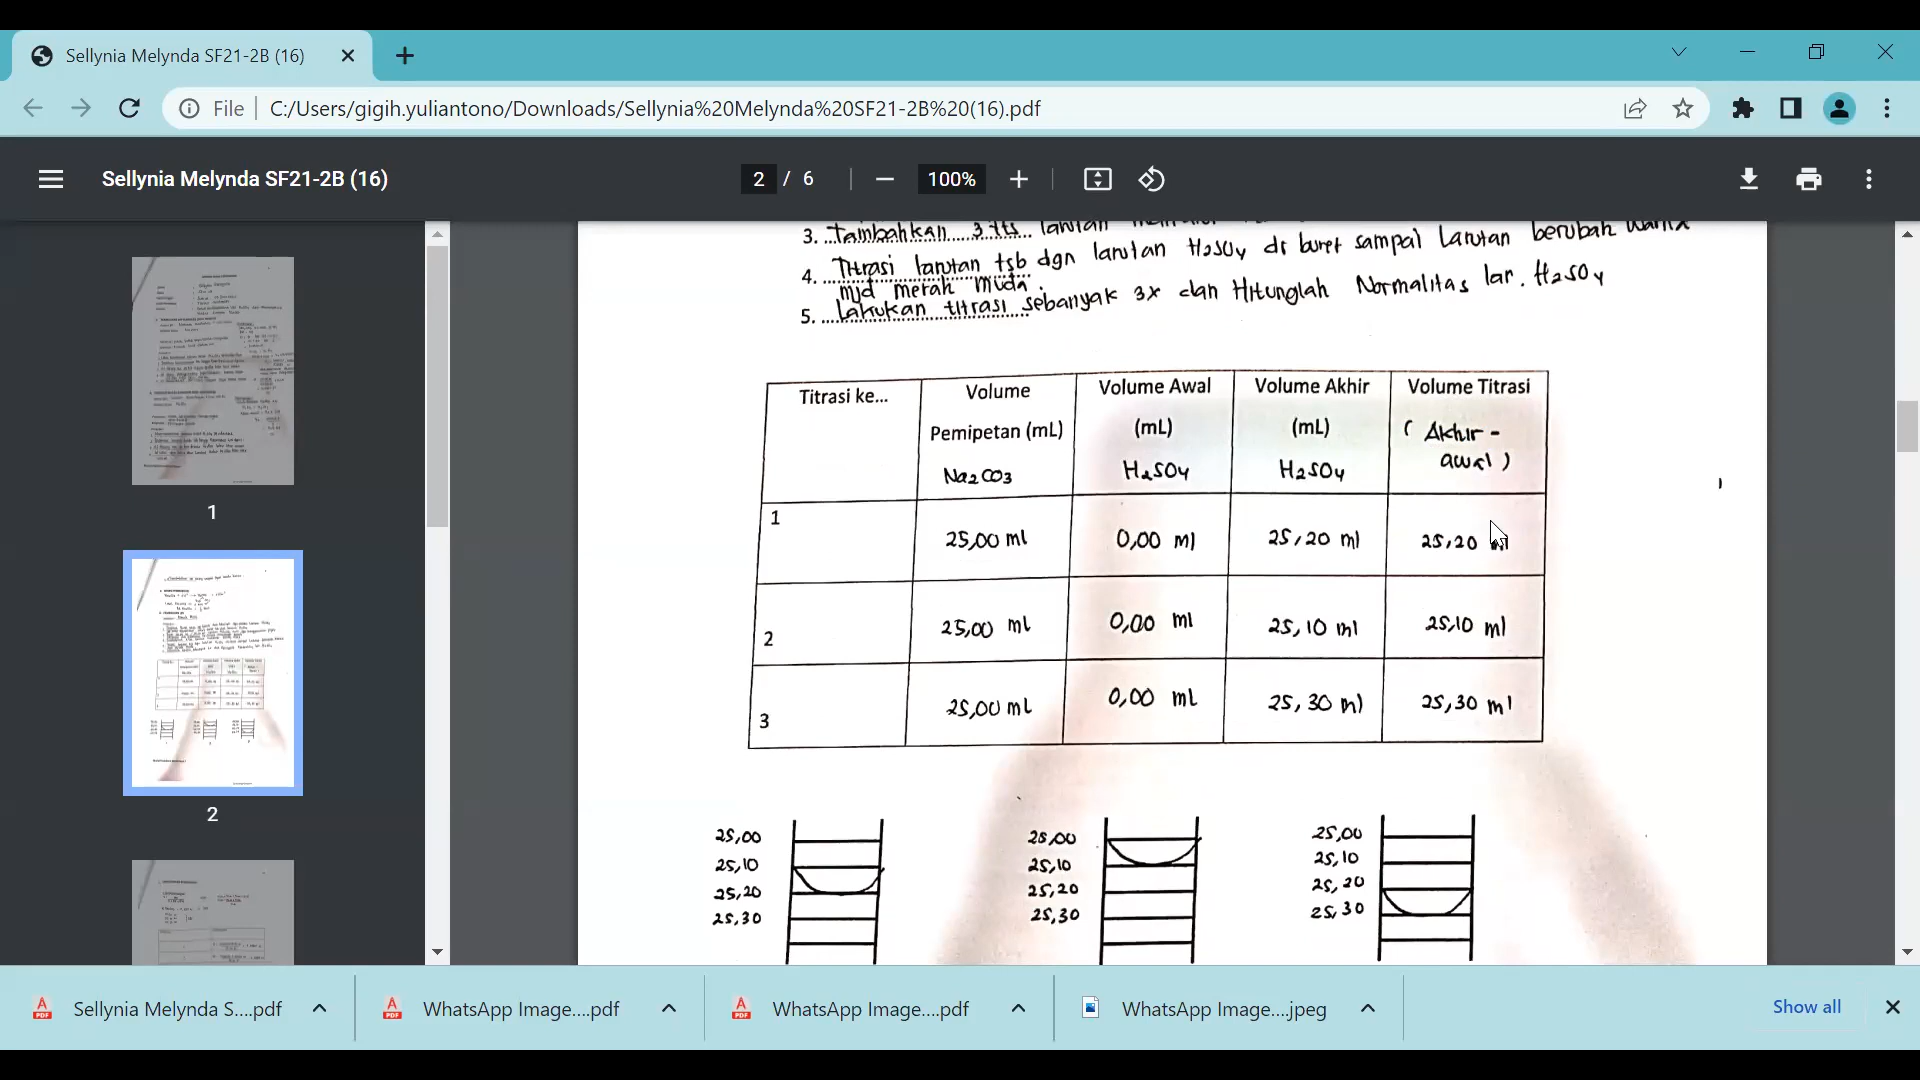 Sellynia Melynda SF21-2B (16)
File C:/Users/gigih.yuliantono/Downloads/Sellynia%20Melynda%20SF21-2B%20(16).pdf
Sellynia Melynda SF21-2B (16)
2 / 6
100%
1
2
3. Tambahkan 3 tts larutan
4. Titrasi larutan tsb dgn larutan H2SO4 di buret sampai larutan berubah warna
mjd merah muda.
5. Lakukan titrasi sebanyak 3x dan Hitunglah Normalitas lar. H2SO4
Titrasi ke... Volume Volume Awal Volume Akhir Volume Titrasi
Pemipetan (mL) (mL) (mL) (Akhir -
Na2CO3 H2SO4 H2SO4 awal)
1 25,00 ml 0,00 ml 25,20 ml 25,20 ml
2 25,00 ml 0,00 ml 25,10 ml 25,10 ml
3 25,00 ml 0,00 ml 25,30 ml 25,30 ml
25,00 25,00 25,00
25,10 25,10 25,10
25,20 25,20 25,20
25,30 25,30 25,30
Sellynia Melynda S....pdf
WhatsApp Image....pdf
WhatsApp Image....pdf
WhatsApp Image....jpeg
Show all